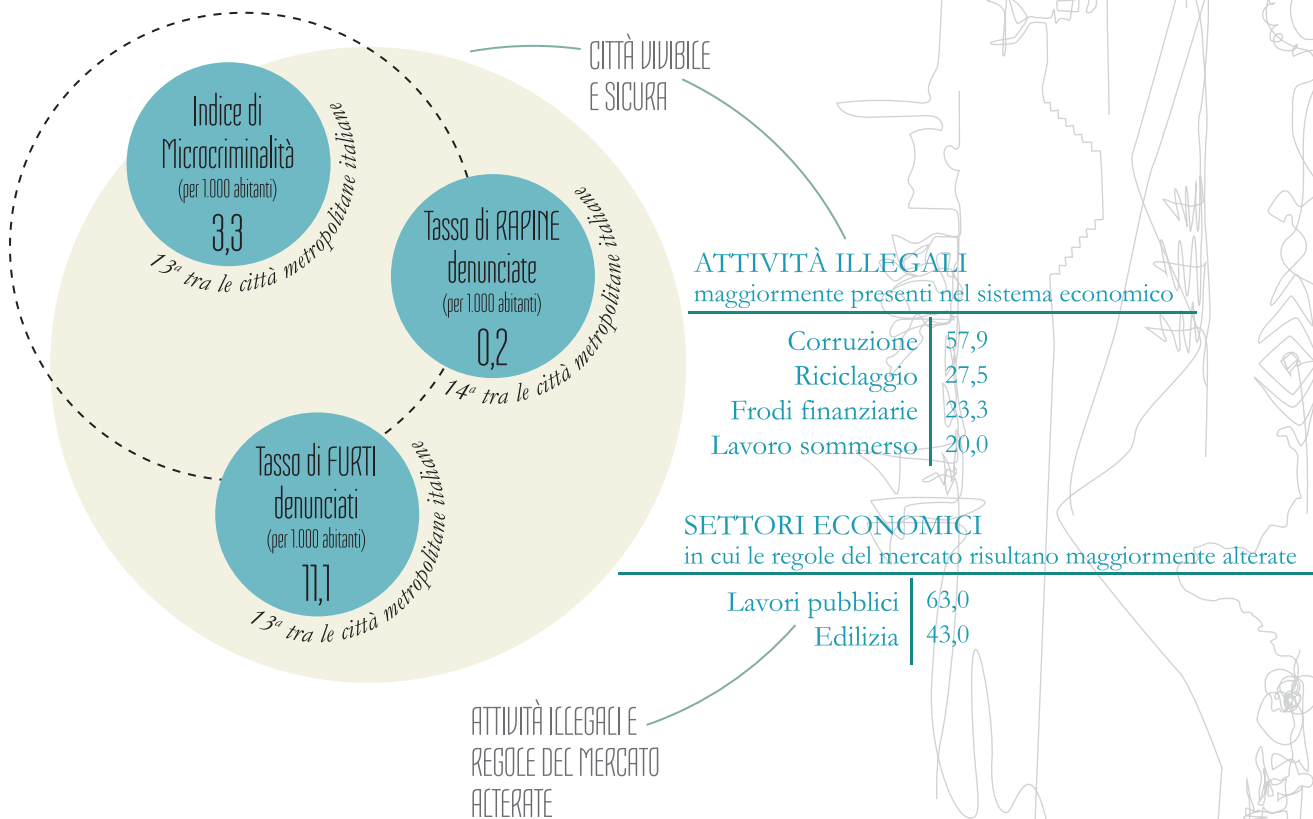 CITTÀ VIVIBILE
E SICURA
Indice di
Microcriminalità
(per 1.000 abitanti)
3,3
13ª tra le città metropolitane italiane
Tasso di RAPINE
denunciate
(per 1.000 abitanti)
0,2
14ª tra le città metropolitane italiane
Tasso di FURTI
denunciati
(per 1.000 abitanti)
11,1
13ª tra le città metropolitane italiane
ATTIVITÀ ILLEGALI
maggiormente presenti nel sistema economico
Corruzione 57,9
Riciclaggio 27,5
Frodi finanziarie 23,3
Lavoro sommerso 20,0
SETTORI ECONOMICI
in cui le regole del mercato risultano maggiormente alterate
Lavori pubblici 63,0
Edilizia 43,0
ATTIVITÀ ILLEGALI E
REGOLE DEL MERCATO
ALTERATE